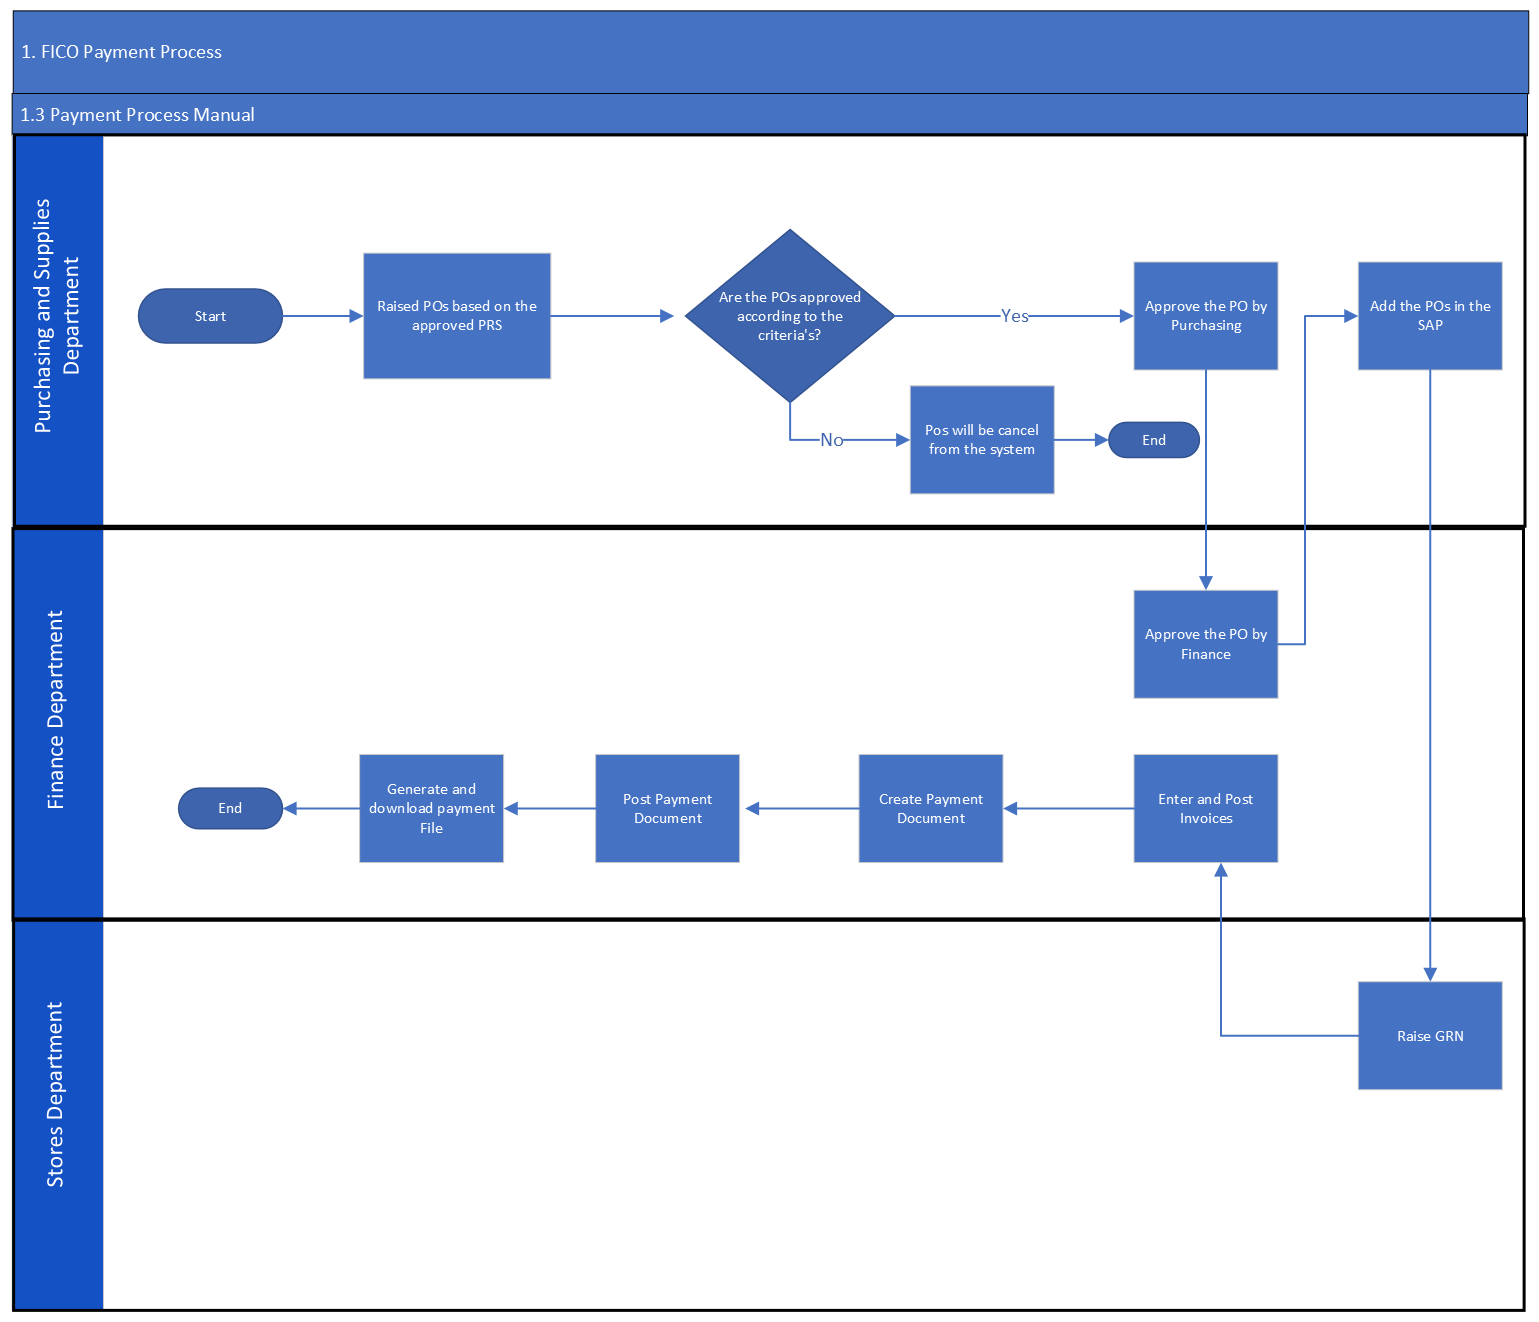 1. FICO Payment Process
1.3 Payment Process Manual
Purchasing and Supplies
Department
Start
Raised POs based on the
approved PRS
Are the POs approved
according to the
criteria's?
Yes
Approve the PO by
Purchasing
Add the POs in the
SAP
No
Pos will be cancel
from the system
End
Finance Department
Approve the PO by
Finance
End
Generate and
download payment
File
Post Payment
Document
Create Payment
Document
Enter and Post
Invoices
Stores Department
Raise GRN